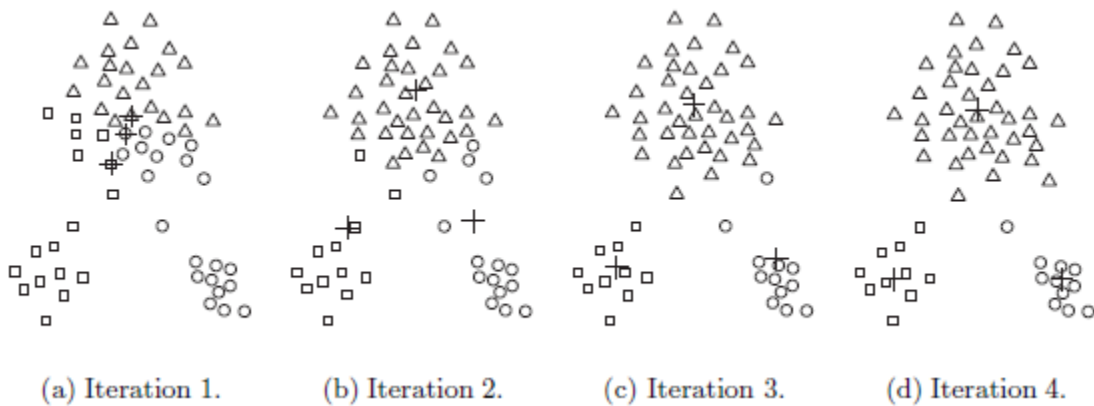 (a) Iteration 1.
(b) Iteration 2.
(c) Iteration 3.
(d) Iteration 4.